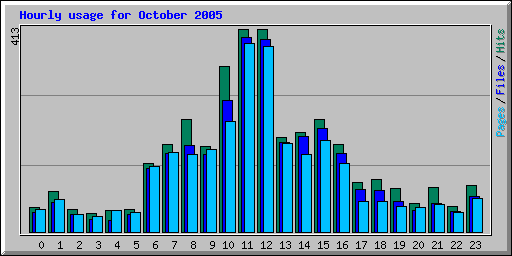 Hourly usage for October 2005
413
Pages/Files/Hits
0 1 2 3 4 5 6 7 8 9 10 11 12 13 14 15 16 17 18 19 20 21 22 23